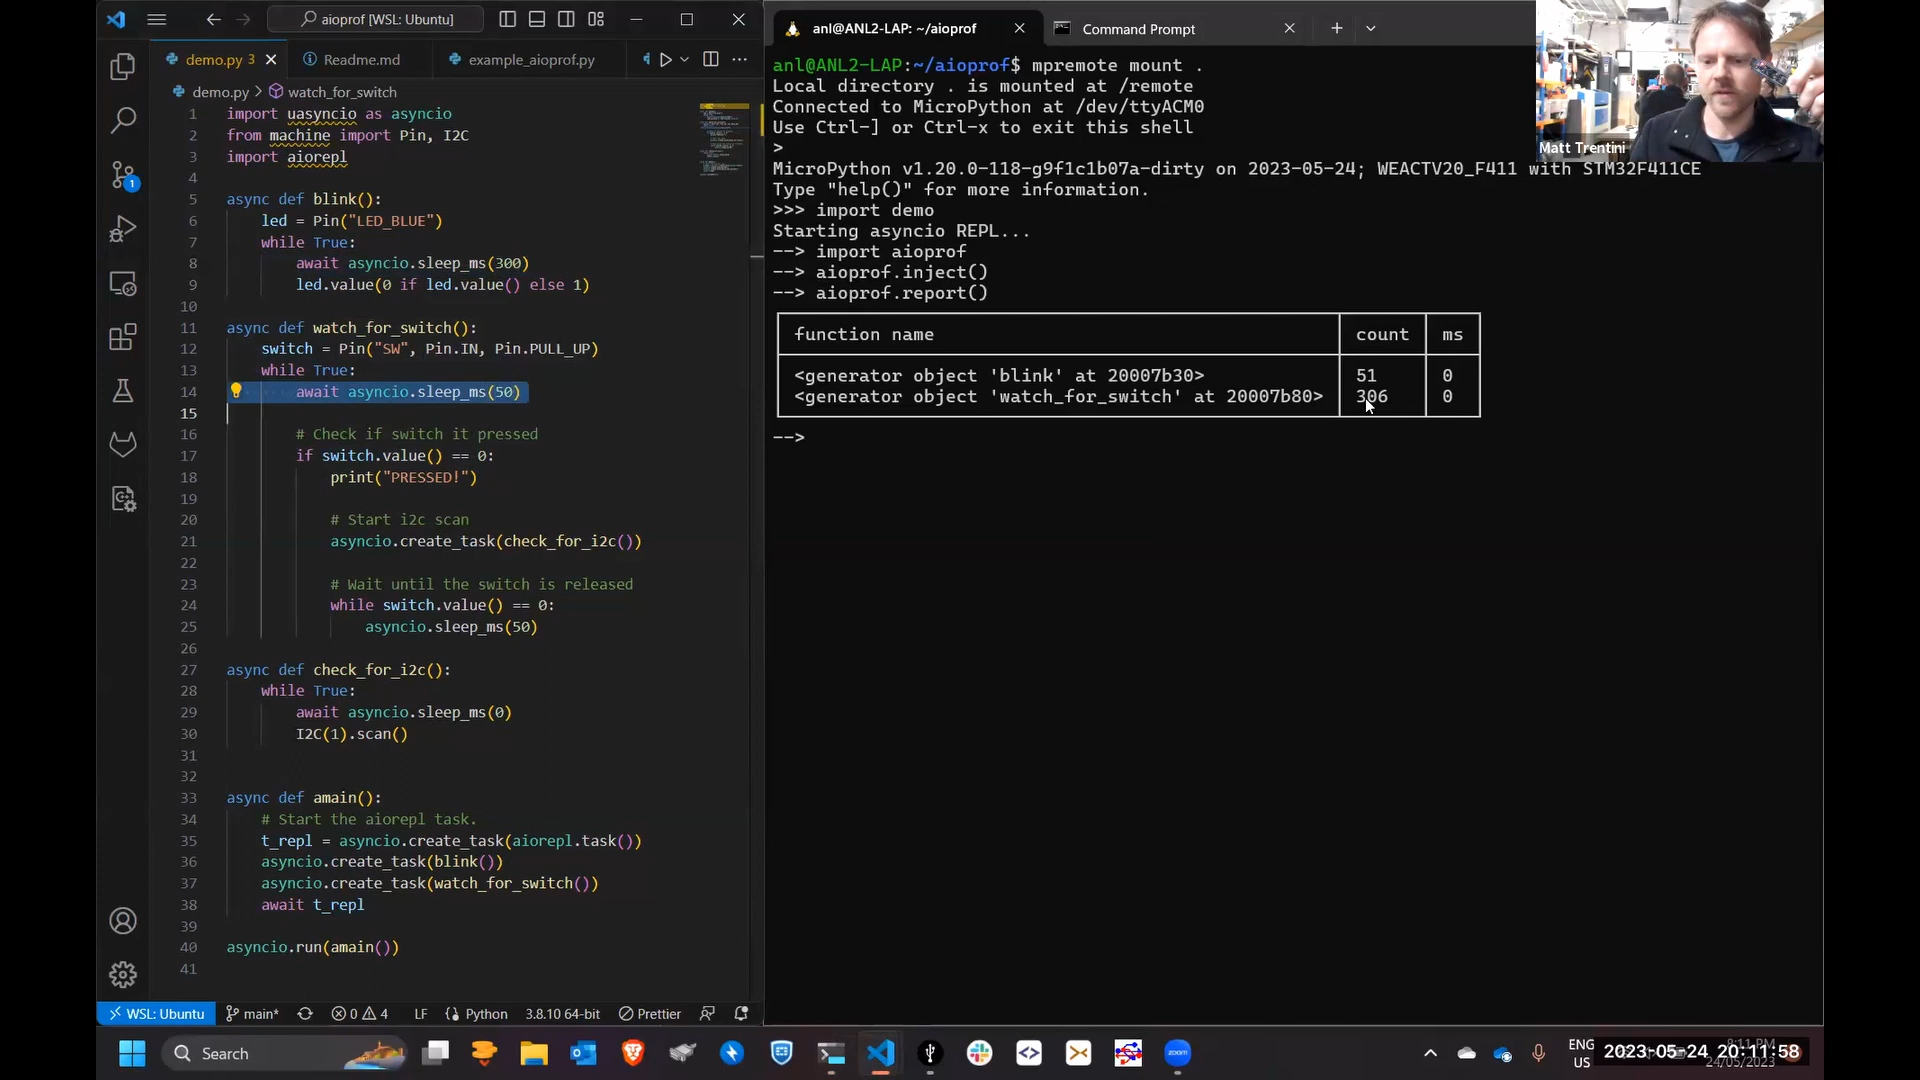 aioprof [WSL: Ubuntu]
demo.py 3
Readme.md
example_aioprof.py
demo.py > watch_for_switch
1 import uasyncio as asyncio
2 from machine import Pin, I2C
3 import aiorepl
4
5 async def blink():
6 led = Pin("LED_BLUE")
7 while True:
8 await asyncio.sleep_ms(300)
9 led.value(0 if led.value() else 1)
10
11 async def watch_for_switch():
12 switch = Pin("SW", Pin.IN, Pin.PULL_UP)
13 while True:
14 await asyncio.sleep_ms(50)
15
16 # Check if switch it pressed
17 if switch.value() == 0:
18 print("PRESSED!")
19
20 # Start i2c scan
21 asyncio.create_task(check_for_i2c())
22
23 # Wait until the switch is released
24 while switch.value() == 0:
25 asyncio.sleep_ms(50)
26
27 async def check_for_i2c():
28 while True:
29 await asyncio.sleep_ms(0)
30 I2C(1).scan()
31
32
33 async def amain():
34 # Start the aiorepl task.
35 t_repl = asyncio.create_task(aiorepl.task())
36 asyncio.create_task(blink())
37 asyncio.create_task(watch_for_switch())
38 await t_repl
39
40 asyncio.run(amain())
41
1
WSL: Ubuntu main* 0 4 LF Python 3.8.10 64-bit Prettier
anl@ANL2-LAP: ~/aioprof
Command Prompt
anl@ANL2-LAP:~/aioprof$ mpremote mount .
Local directory . is mounted at /remote
Connected to MicroPython at /dev/ttyACM0
Use Ctrl-] or Ctrl-x to exit this shell
>
MicroPython v1.20.0-118-g9f1c1b07a-dirty on 2023-05-24; WEACTV20_F411 with STM32F411CE
Type "help()" for more information.
>>> import demo
Starting asyncio REPL...
--> import aioprof
--> aioprof.inject()
--> aioprof.report()
function name count ms
<generator object 'blink' at 20007b30> 51 0
<generator object 'watch_for_switch' at 20007b80> 306 0
-->
Matt Trentini
Search
zoom
ENG
US
2023-05-24 20:11:58
8:11 PM
24/05/2023